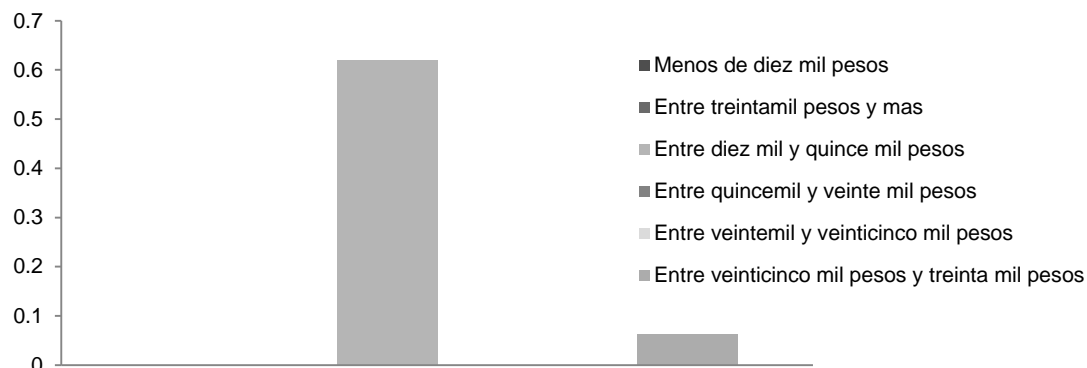 0.7
0.6
0.5
0.4
0.3
0.2
0.1
0
Menos de diez mil pesos
Entre treintamil pesos y mas
Entre diez mil y quince mil pesos
Entre quincemil y veinte mil pesos
Entre veintemil y veinticinco mil pesos
Entre veinticinco mil pesos y treinta mil pesos